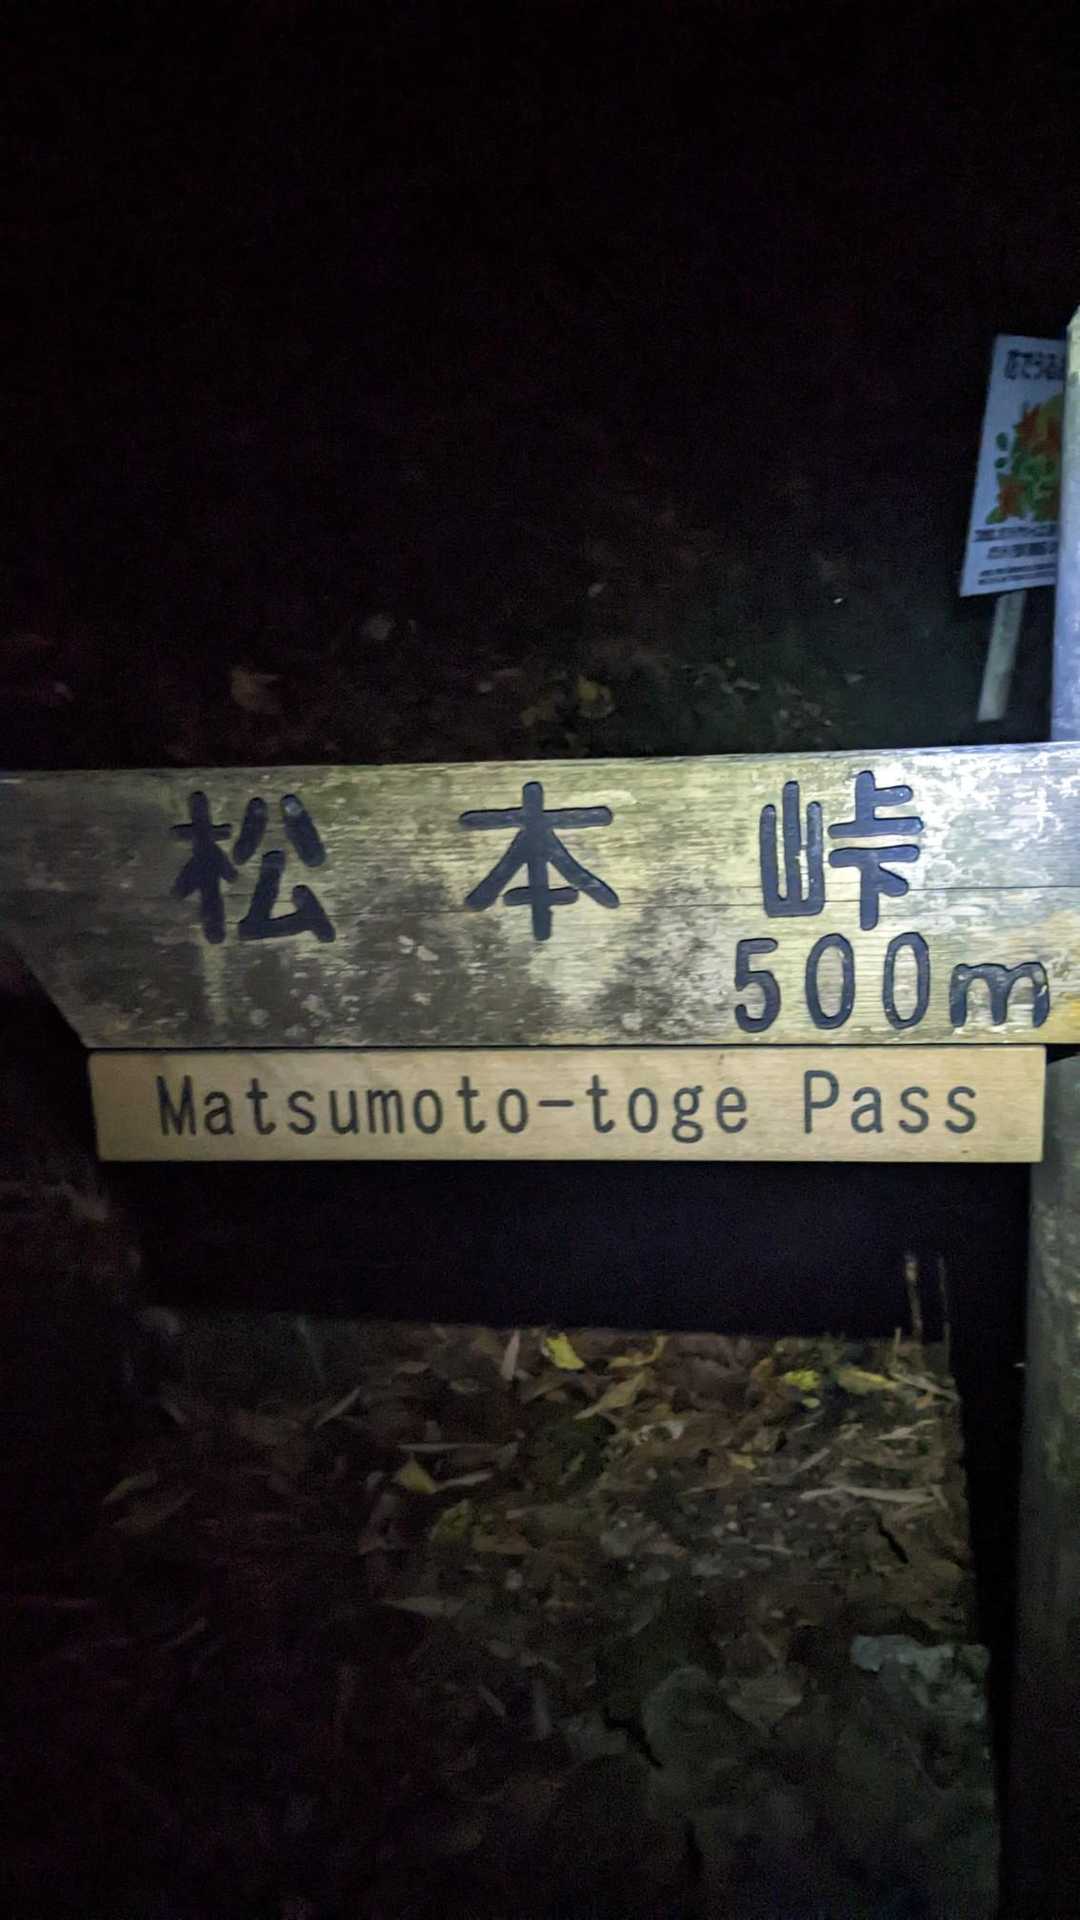 松本峠
500m
Matsumoto-toge Pass